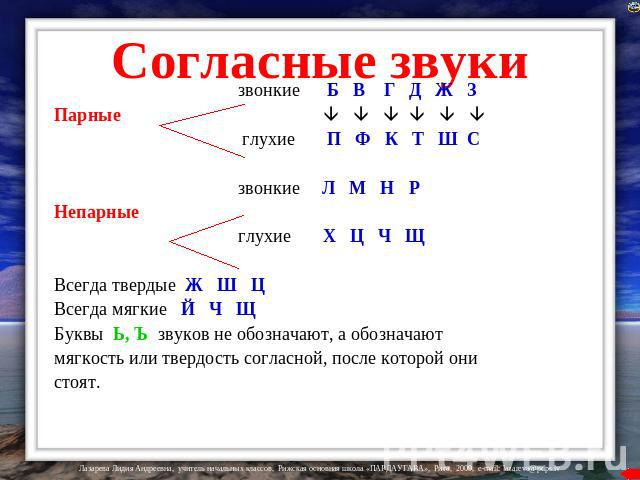 Согласные звуки
звонкие Б В Г Д Ж З
Парные ↓ ↓ ↓ ↓ ↓ ↓
глухие П Ф К Т Ш С
звонкие Л М Н Р
Непарные
глухие Х Ц Ч Щ
Всегда твердые Ж Ш Ц
Всегда мягкие Й Ч Щ
Буквы Ь, Ъ звуков не обозначают, а обозначают
мягкость или твердость согласной, после которой они
стоят.
PPT4WEB.ru
Лазарева Лидия Андреевна, учитель начальных классов, Рижская основная школа «ПАРДАУГАВА», Рига, 2009, e-mail: